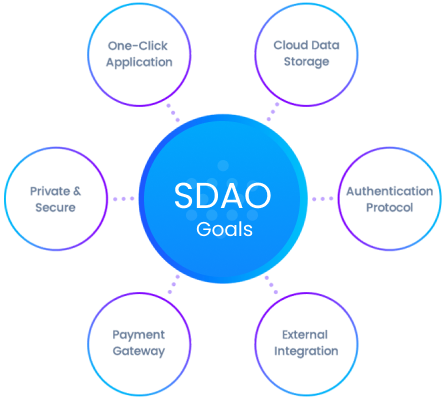 One-Click
Application
Cloud Data
Storage
Private &
Secure
SDAO
Goals
Authentication
Protocol
Payment
Gateway
External
Integration